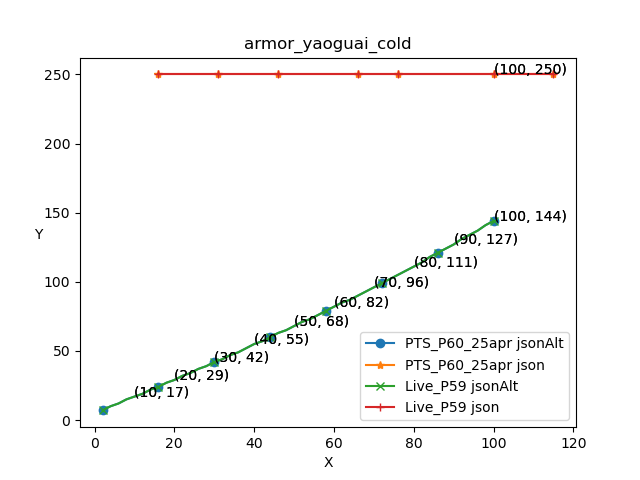 armor_yaoguai_cold
250
200
150
100
50
0
Y
(100, 250)
(100, 144)
(90, 127)
(80, 111)
(70, 96)
(60, 82)
(50, 68)
(40, 55)
(30, 42)
(20, 29)
(10, 17)
PTS_P60_25apr jsonAlt
PTS_P60_25apr json
Live_P59 jsonAlt
Live_P59 json
0 20 40 60 80 100 120
X